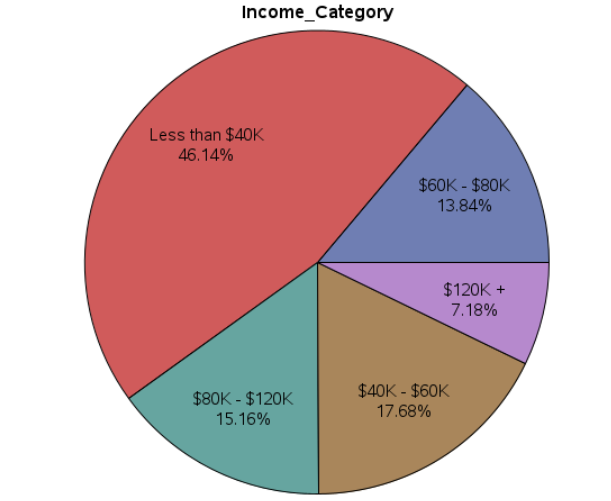 Income_Category
Less than $40K
46.14%
$60K - $80K
13.84%
$120K +
7.18%
$40K - $60K
17.68%
$80K - $120K
15.16%